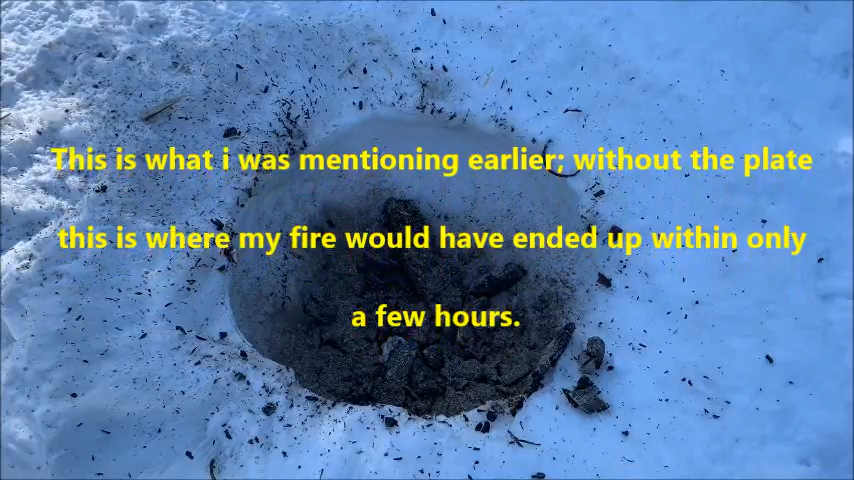 This is what i was mentioning earlier; without the plate
this is where my fire would have ended up within only
a few hours.